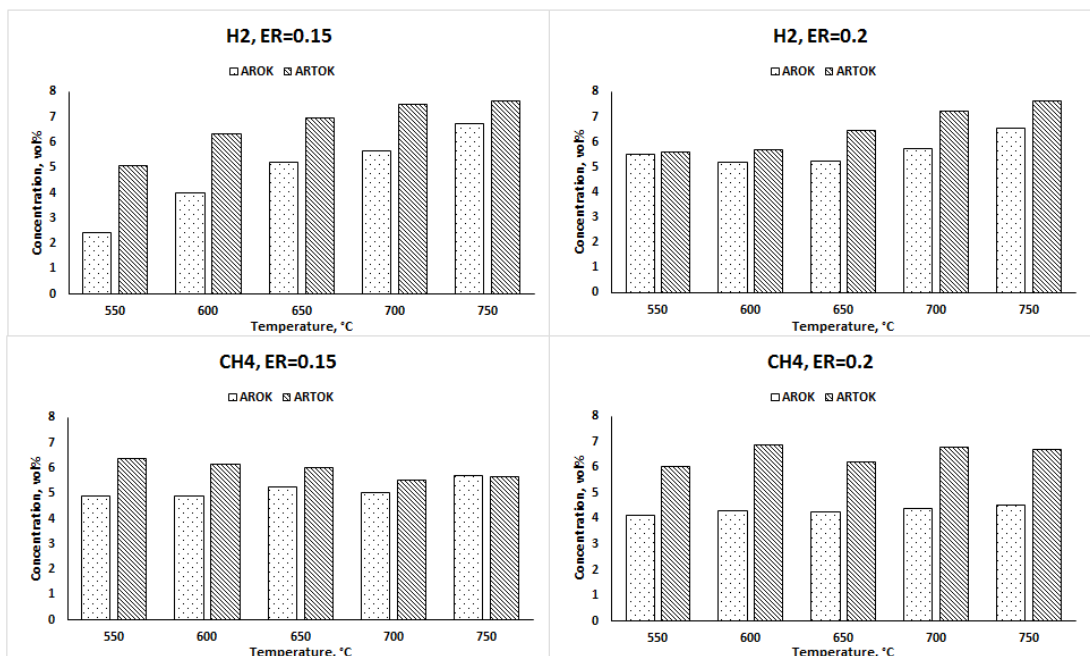 H2, ER=0.15
AROK ARTOK
Concentration, vol%
8
7
6
5
4
3
2
1
0
550 600 650 700 750
Temperature, °C
H2, ER=0.2
AROK ARTOK
Concentration, vol%
8
7
6
5
4
3
2
1
0
550 600 650 700 750
Temperature, °C
CH4, ER=0.15
AROK ARTOK
Concentration, vol%
8
7
6
5
4
3
2
1
0
550 600 650 700 750
Temperature, °C
CH4, ER=0.2
AROK ARTOK
Concentration, vol%
8
7
6
5
4
3
2
1
0
550 600 650 700 750
Temperature, °C